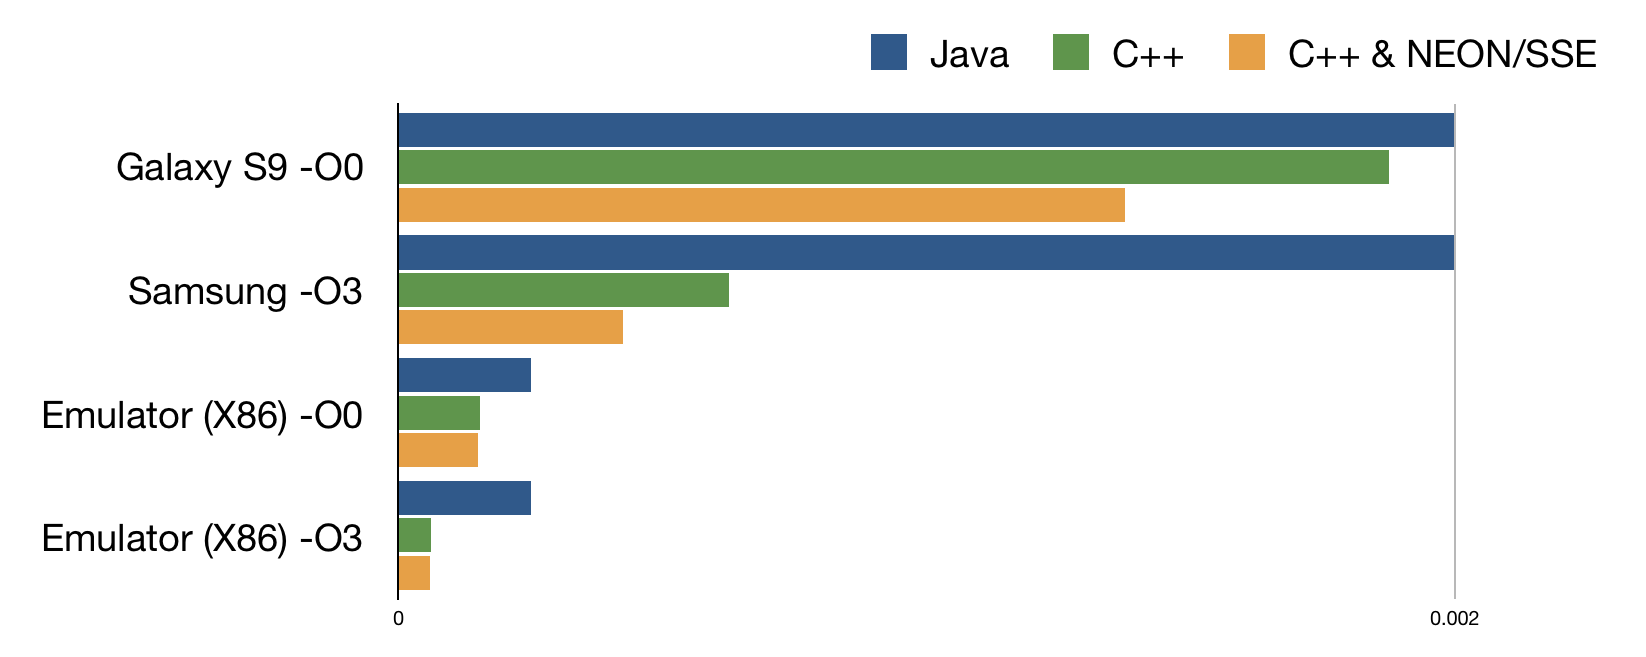 Java C++ C++ & NEON/SSE
Galaxy S9 -O0
Samsung -O3
Emulator (X86) -O0
Emulator (X86) -O3
0 0.002